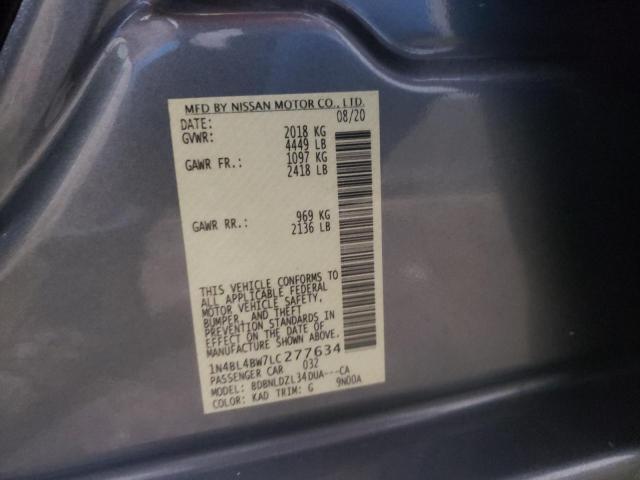 MFD BY NISSAN MOTOR CO., LTD.
DATE: 08/20
GVWR: 2018 KG
4449 LB
GAWR FR.: 1097 KG
2418 LB
GAWR RR.: 969 KG
2136 LB
THIS VEHICLE CONFORMS TO
ALL APPLICABLE FEDERAL
MOTOR VEHICLE SAFETY,
BUMPER, AND THEFT
PREVENTION STANDARDS IN
EFFECT ON THE DATE OF
MANUFACTURE SHOWN ABOVE.
1N4BL4BW7LC277634
PASSENGER CAR 032
MODEL: BDBNLDZL34DUA---CA
COLOR: KAD TRIM: G 9N00A